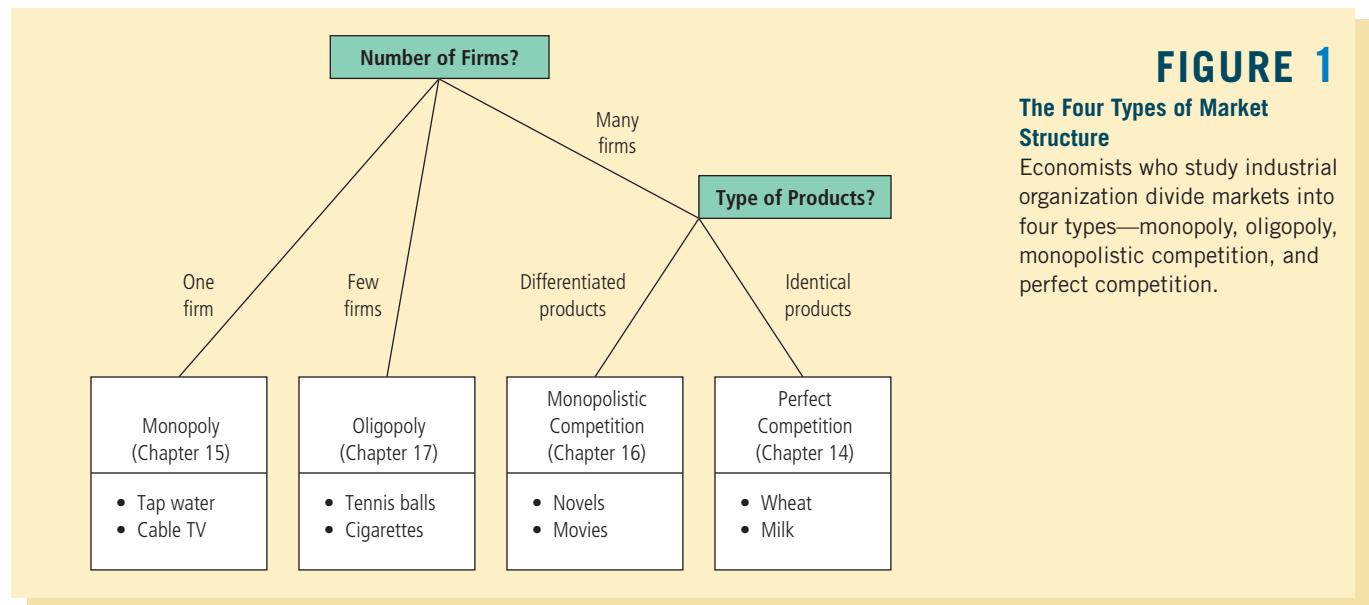 Number of Firms?
Many
firms
Type of Products?
One
firm
Few
firms
Differentiated
products
Identical
products
Monopoly
(Chapter 15)
• Tap water
• Cable TV
Oligopoly
(Chapter 17)
• Tennis balls
• Cigarettes
Monopolistic
Competition
(Chapter 16)
• Novels
• Movies
Perfect
Competition
(Chapter 14)
• Wheat
• Milk
FIGURE 1
The Four Types of Market
Structure
Economists who study industrial
organization divide markets into
four types—monopoly, oligopoly,
monopolistic competition, and
perfect competition.